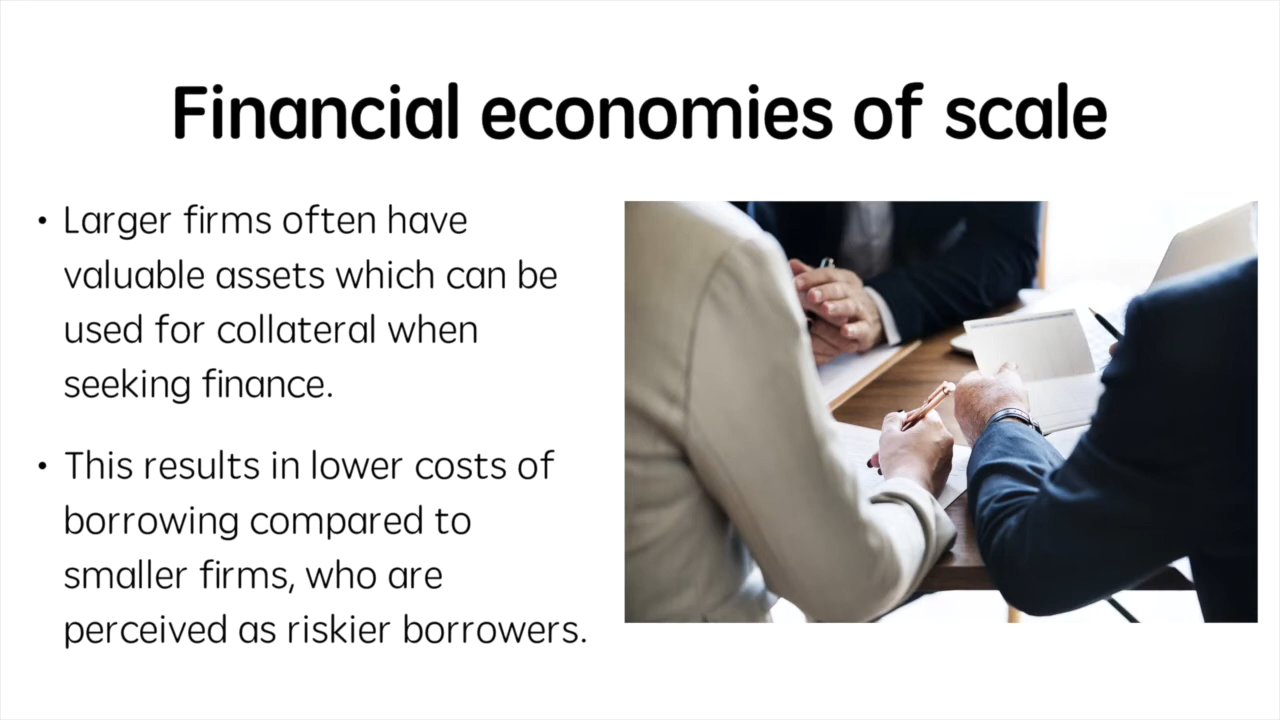 Financial economies of scale
• Larger firms often have
valuable assets which can be
used for collateral when
seeking finance.
• This results in lower costs of
borrowing compared to
smaller firms, who are
perceived as riskier borrowers.